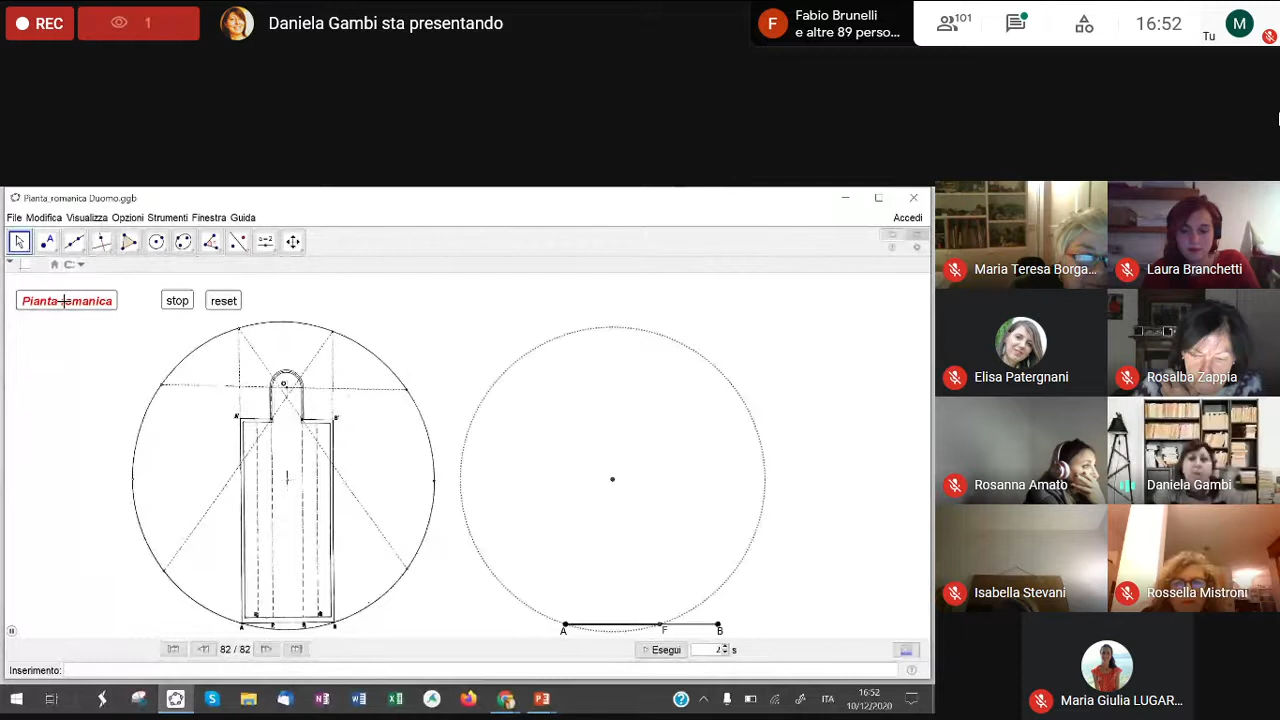 REC
1
Daniela Gambi sta presentando
F
Fabio Brunelli
e altre 89 perso...
101
16:52
Tu
M
Pianta_romanica Duomo.ggb
File Modifica Visualizza Opzioni Strumenti Finestra Guida
Accedi
A
a=2
Pianta romanica
stop
reset
A'
B'
A
B
A
F
B
82 / 82
Esegui
s
Inserimento:
Maria Teresa Borga...
Laura Branchetti
Elisa Patergnani
Rosalba Zappia
Rosanna Amato
Daniela Gambi
Isabella Stevani
Rossella Mistroni
Maria Giulia LUGAR...
ITA
16:52
10/12/2020